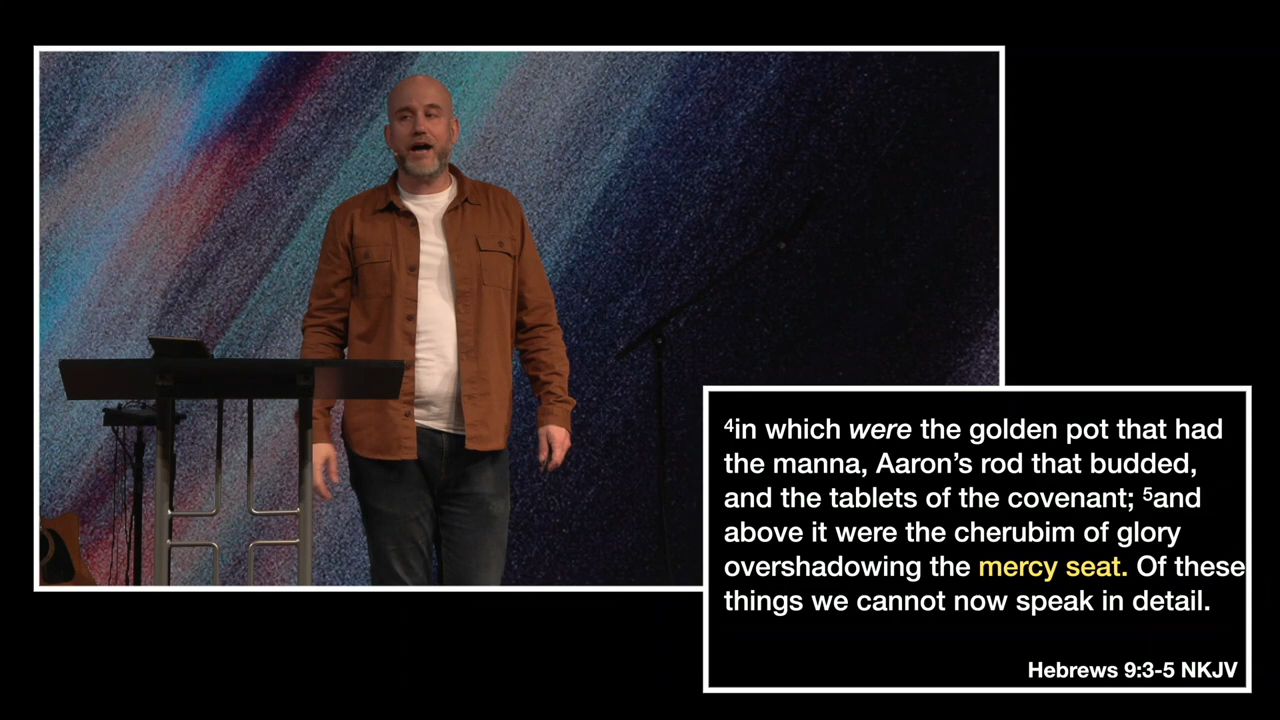 ⁴in which were the golden pot that had
the manna, Aaron’s rod that budded,
and the tablets of the covenant; ⁵and
above it were the cherubim of glory
overshadowing the mercy seat. Of these
things we cannot now speak in detail.
Hebrews 9:3-5 NKJV